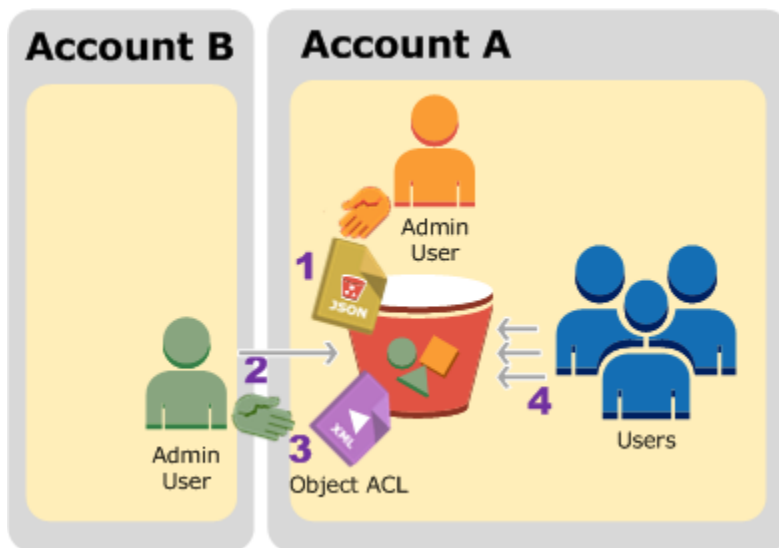 Account B
Account A
Admin
User
1
JSON
2
4
3
XML
Users
Admin
User
Object ACL